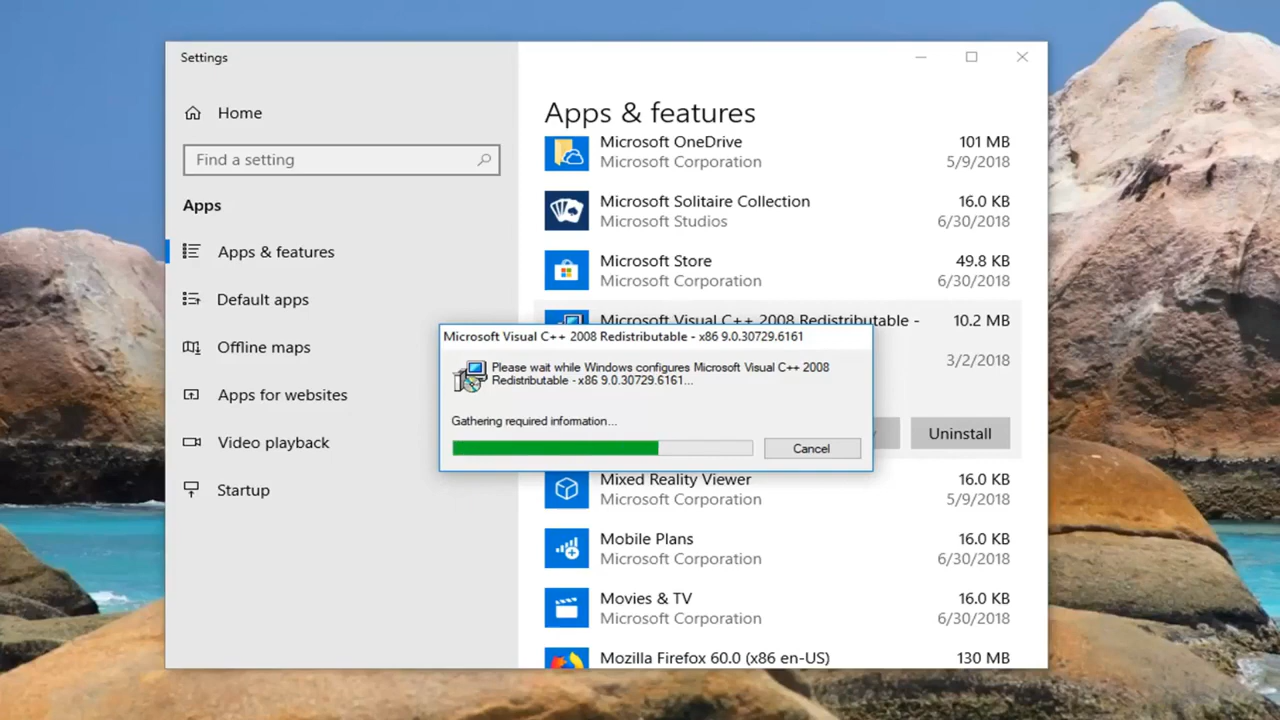 Settings
Home
Find a setting
Apps
Apps & features
Default apps
Offline maps
Apps for websites
Video playback
Startup
Apps & features
Microsoft OneDrive 101 MB
Microsoft Corporation 5/9/2018
Microsoft Solitaire Collection 16.0 KB
Microsoft Studios 6/30/2018
Microsoft Store 49.8 KB
Microsoft Corporation 6/30/2018
Microsoft Visual C++ 2008 Redistributable - 10.2 MB
3/2/2018
Uninstall
Microsoft Visual C++ 2008 Redistributable - x86 9.0.30729.6161
Please wait while Windows configures Microsoft Visual C++ 2008
Redistributable - x86 9.0.30729.6161...
Gathering required information...
Cancel
Mixed Reality Viewer 16.0 KB
Microsoft Corporation 5/9/2018
Mobile Plans 16.0 KB
Microsoft Corporation 6/30/2018
Movies & TV 16.0 KB
Microsoft Corporation 6/30/2018
Mozilla Firefox 60.0 (x86 en-US) 130 MB